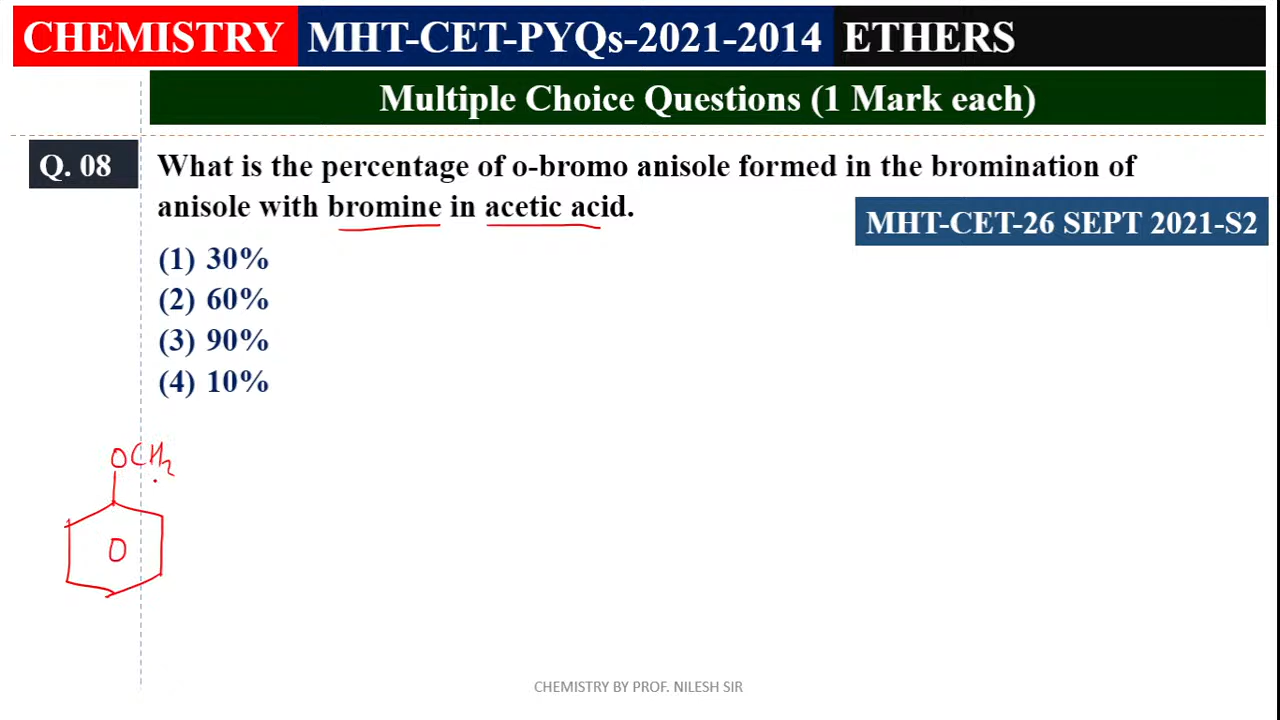 CHEMISTRY MHT-CET-PYQs-2021-2014 ETHERS
Multiple Choice Questions (1 Mark each)
Q. 08 What is the percentage of o-bromo anisole formed in the bromination of
anisole with bromine in acetic acid.
MHT-CET-26 SEPT 2021-S2
(1) 30%
(2) 60%
(3) 90%
(4) 10%
OCH2
CHEMISTRY BY PROF. NILESH SIR